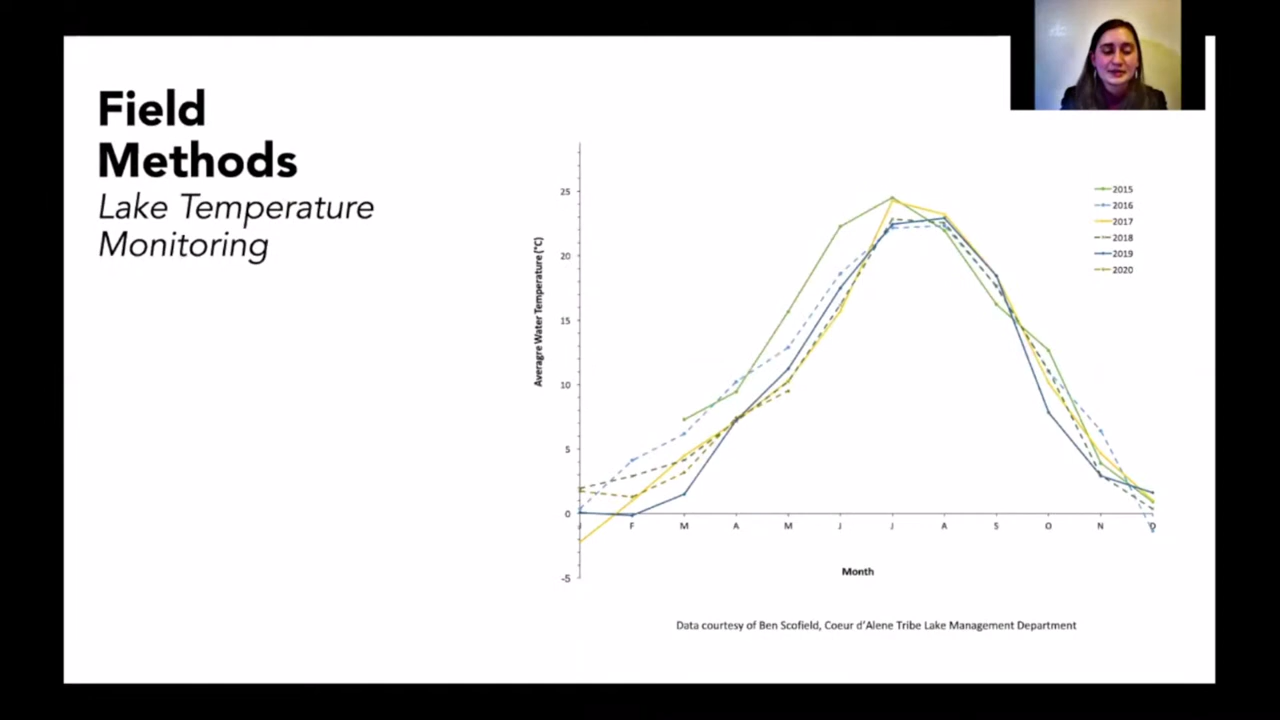 Field
Methods
Lake Temperature
Monitoring
Averagre Water Temperature (°C)
25
20
15
10
5
0
-5
J F M A M J J A S O N D
Month
2015
2016
2017
2018
2019
2020
Data courtesy of Ben Scofield, Coeur d'Alene Tribe Lake Management Department